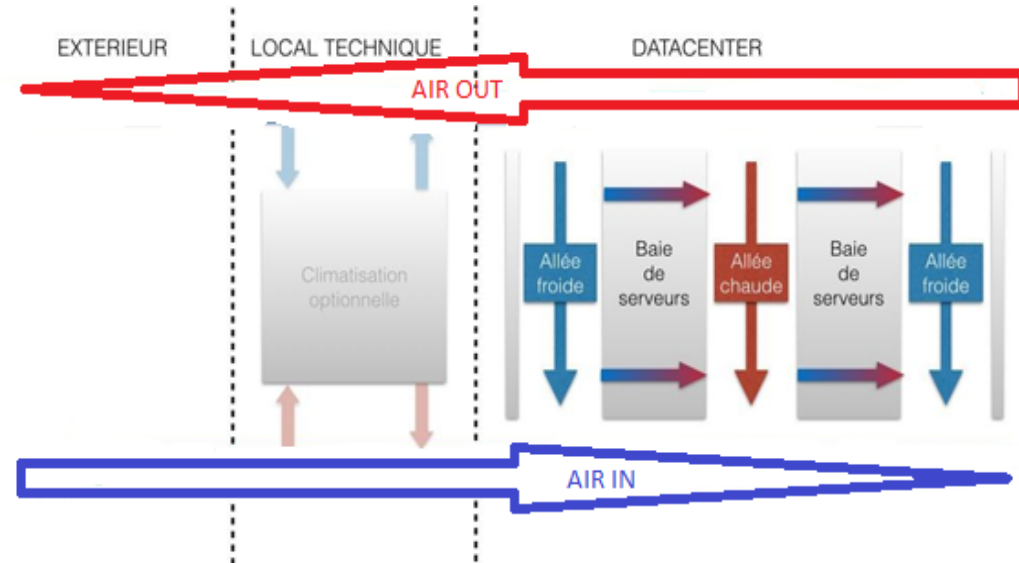 EXTERIEUR
LOCAL TECHNIQUE
DATACENTER
AIR OUT
Climatisation
optionnelle
Allée
froide
Baie
de
serveurs
Allée
chaude
Baie
de
serveurs
Allée
froide
AIR IN